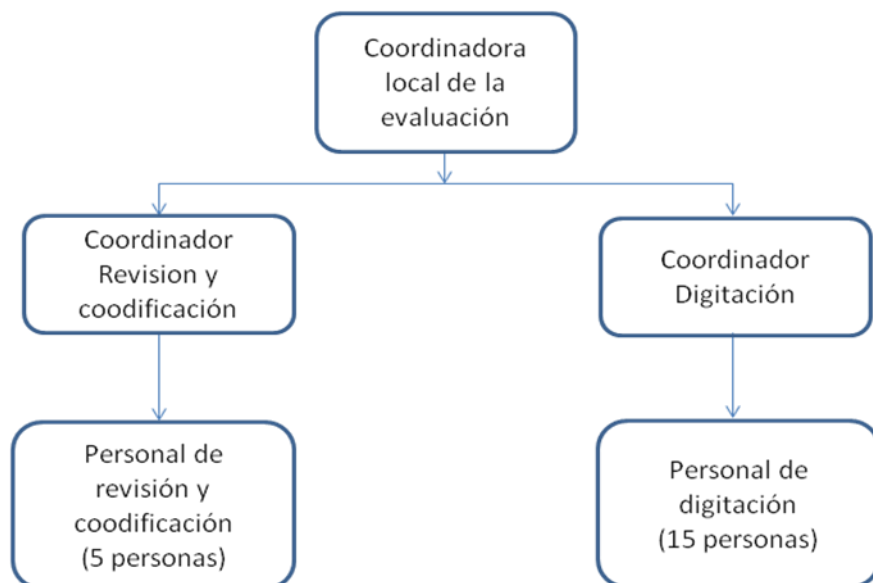 Coordinadora
local de la
evaluación
Coordinador
Revision y
coodificación
Coordinador
Digitación
Personal de
revisión y
coodificación
(5 personas)
Personal de
digitación
(15 personas)